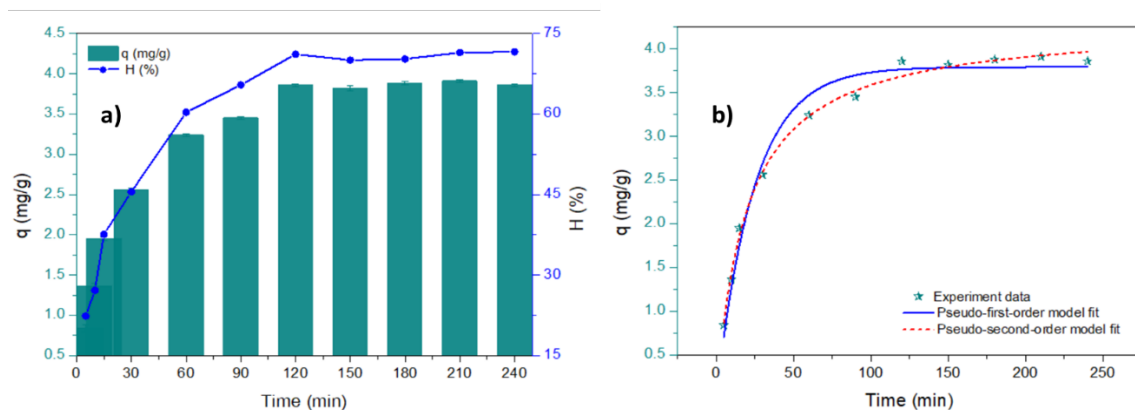 a)
q (mg/g)
H (%)
4.5
4.0
3.5
3.0
2.5
2.0
1.5
1.0
0.5
q (mg/g)
75
60
45
30
15
H (%)
0 30 60 90 120 150 180 210 240
Time (min)
b)
4.0
3.5
3.0
2.5
2.0
1.5
1.0
0.5
q (mg/g)
Experiment data
Pseudo-first-order model fit
Pseudo-second-order model fit
0 50 100 150 200 250
Time (min)